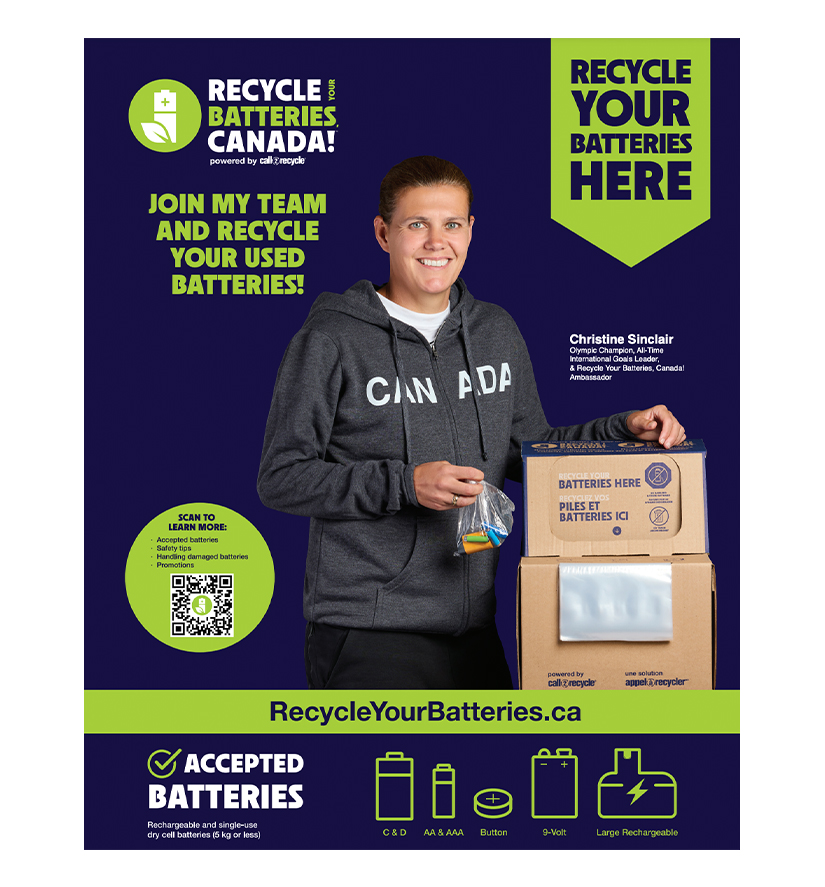 RECYCLE YOUR
BATTERIES,
CANADA!
powered by call2recycle
RECYCLE
YOUR
BATTERIES
HERE
JOIN MY TEAM
AND RECYCLE
YOUR USED
BATTERIES!
Christine Sinclair
Olympic Champion, All-Time
International Goals Leader,
& Recycle Your Batteries, Canada!
Ambassador
CANADA
RECYCLE YOUR
BATTERIES HERE
RECYCLEZ VOS
PILES ET
BATTERIES ICI
powered by
call2recycle
une solution
appel à recycler
SCAN TO
LEARN MORE:
· Accepted batteries
· Safety tips
· Handling damaged batteries
· Promotions
RecycleYourBatteries.ca
ACCEPTED
BATTERIES
Rechargeable and single-use
dry cell batteries (5 kg or less)
C & D
AA & AAA
Button
9-Volt
Large Rechargeable